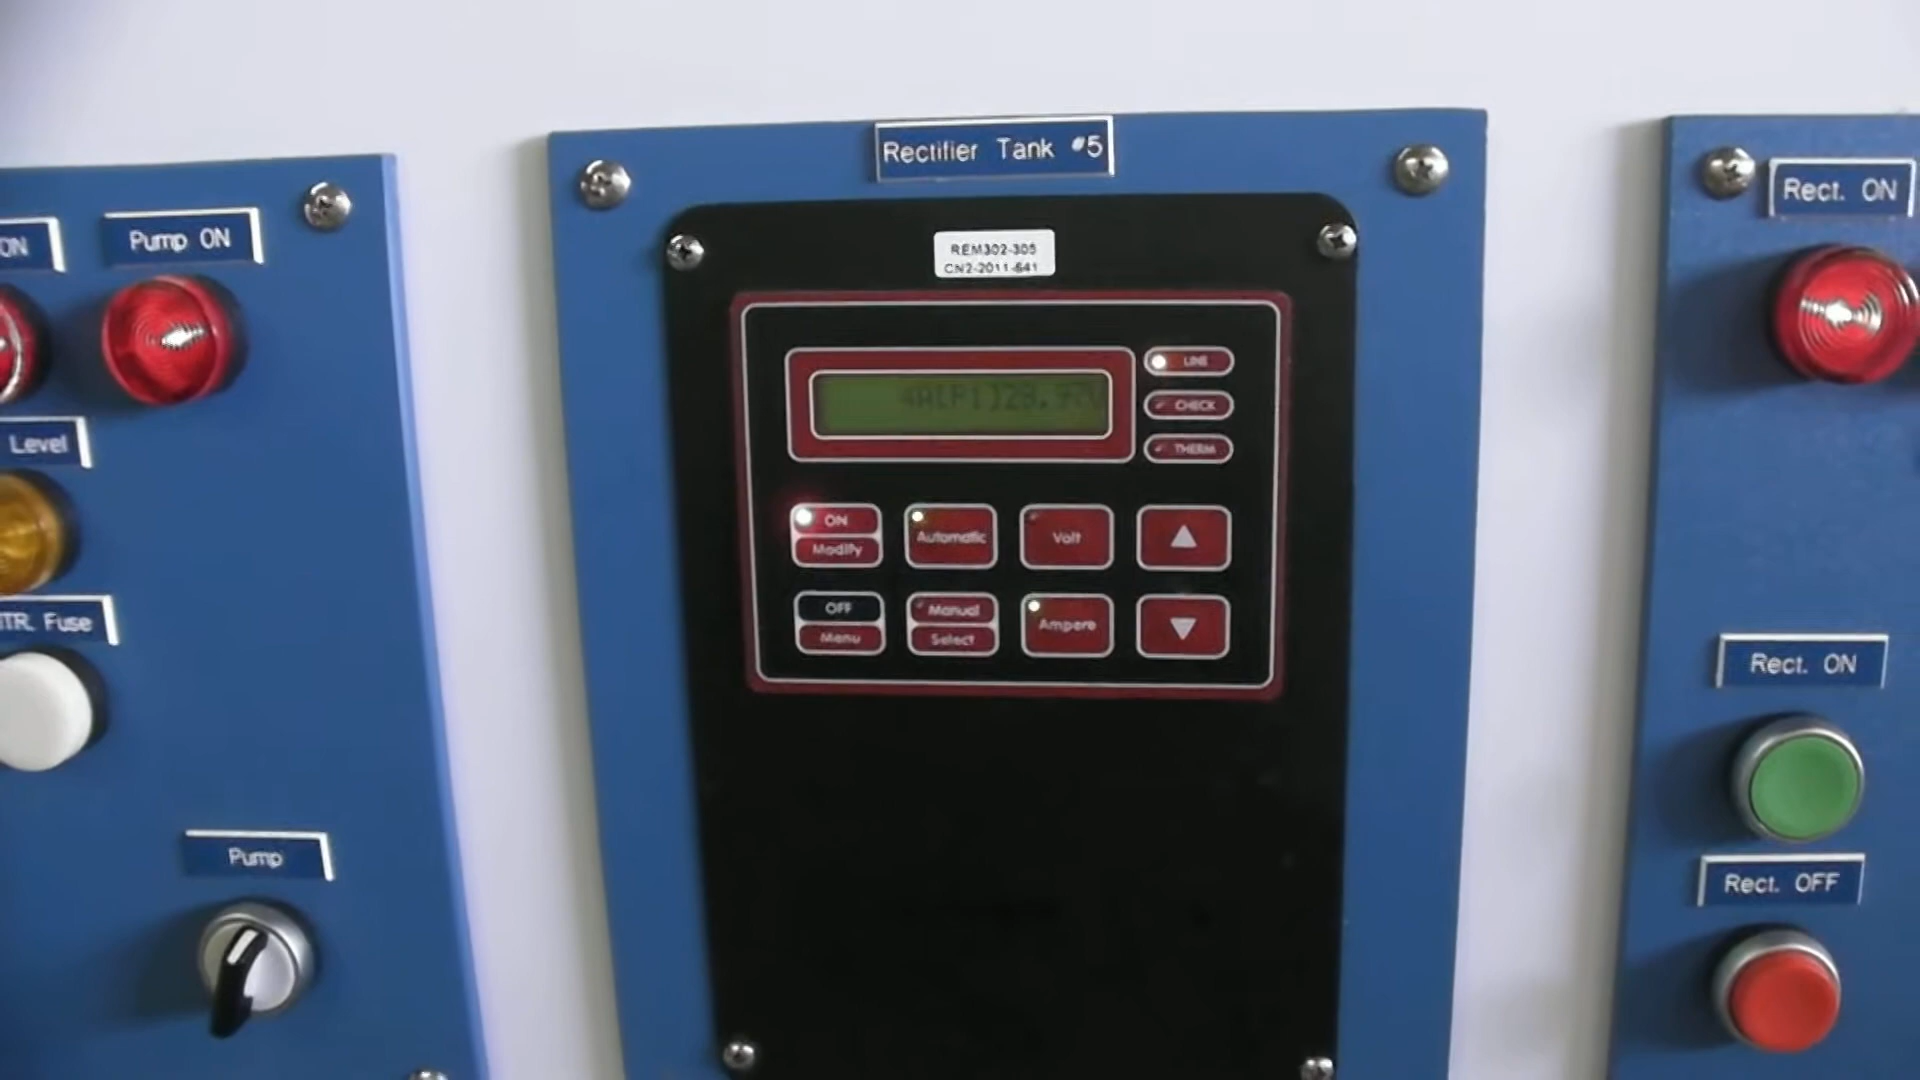 Rectifier Tank #5
Rect. ON
ON
Pump ON
REM302-305
CN2-2011-541
LINE
CHECK
THERM
Level
ON
Modify
Automatic
Volt
OFF
Menu
Manual
Select
Ampere
TR. Fuse
Rect. ON
Pump
Rect. OFF